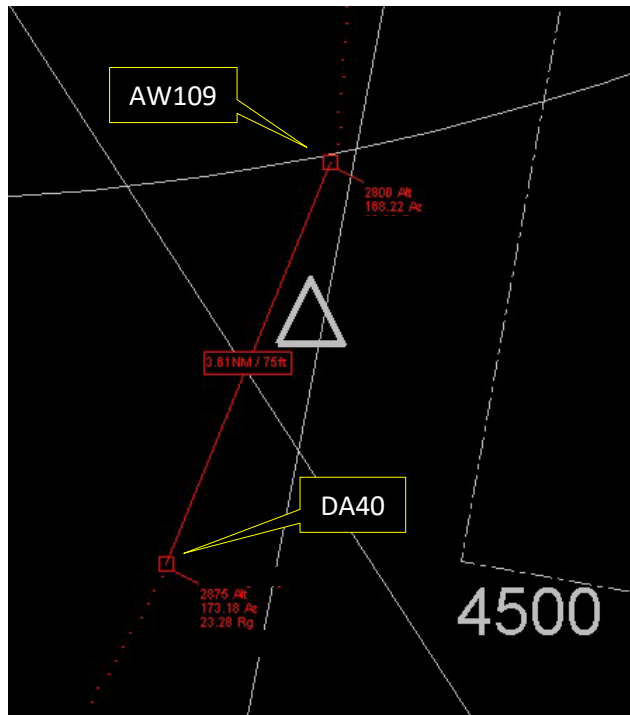 AW109
2800 Alt
168.22 Az
3.61NM / 75ft
DA40
2875 Alt
173.18 Az
23.28 Rg
4500